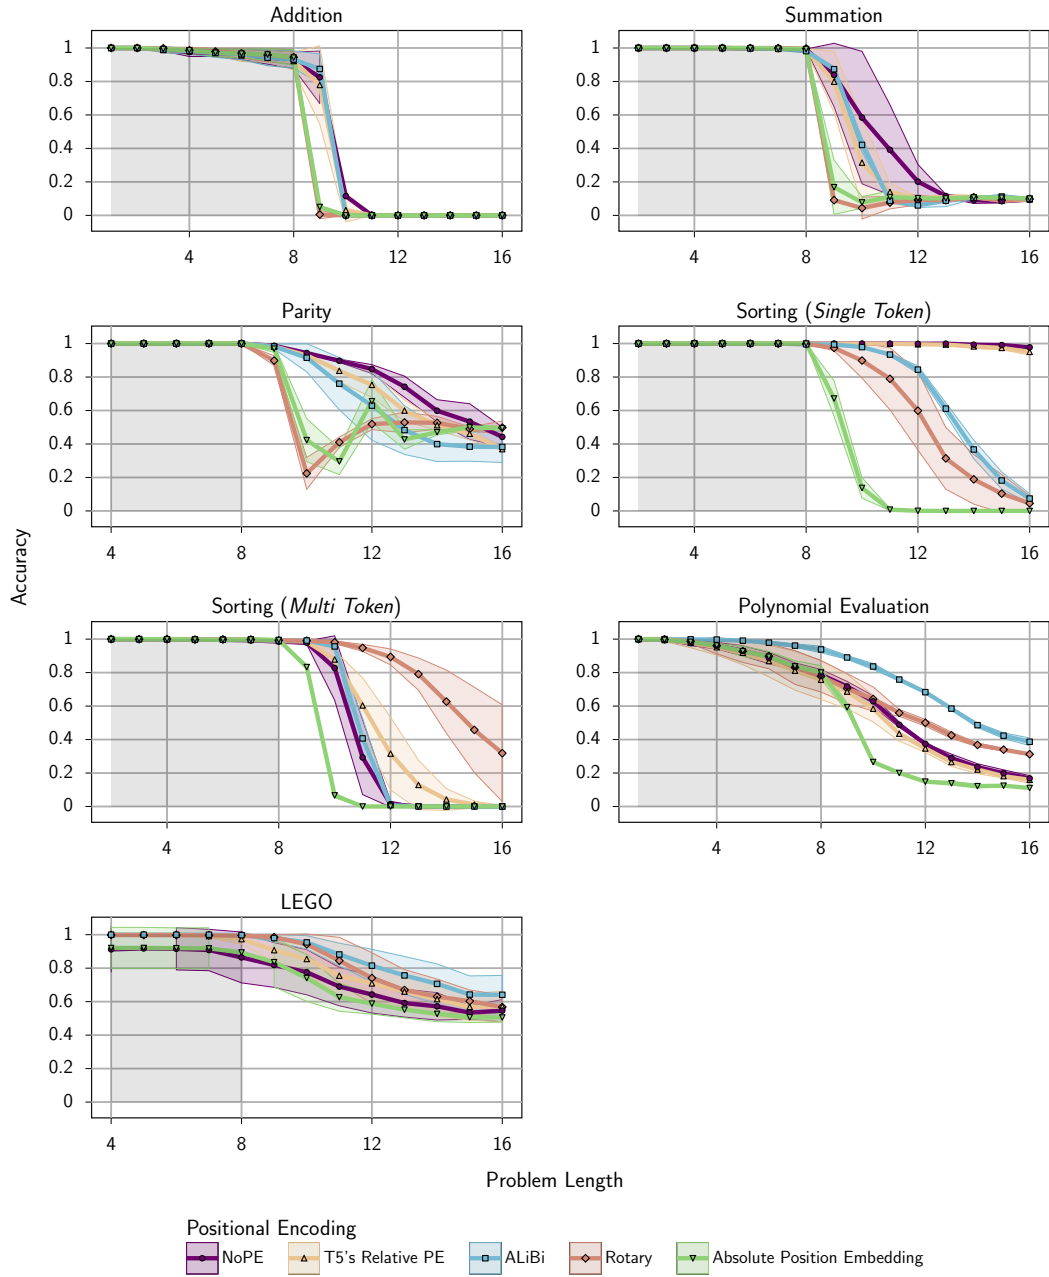 Addition
Summation
1
0.8
0.6
0.4
0.2
0
4 8 12 16
1
0.8
0.6
0.4
0.2
0
4 8 12 16
Parity
Sorting (Single Token)
1
0.8
0.6
0.4
0.2
0
4 8 12 16
1
0.8
0.6
0.4
0.2
0
4 8 12 16
Accuracy
Sorting (Multi Token)
Polynomial Evaluation
1
0.8
0.6
0.4
0.2
0
4 8 12 16
1
0.8
0.6
0.4
0.2
0
4 8 12 16
LEGO
1
0.8
0.6
0.4
0.2
0
4 8 12 16
Problem Length
Positional Encoding
NoPE T5's Relative PE ALiBi Rotary Absolute Position Embedding